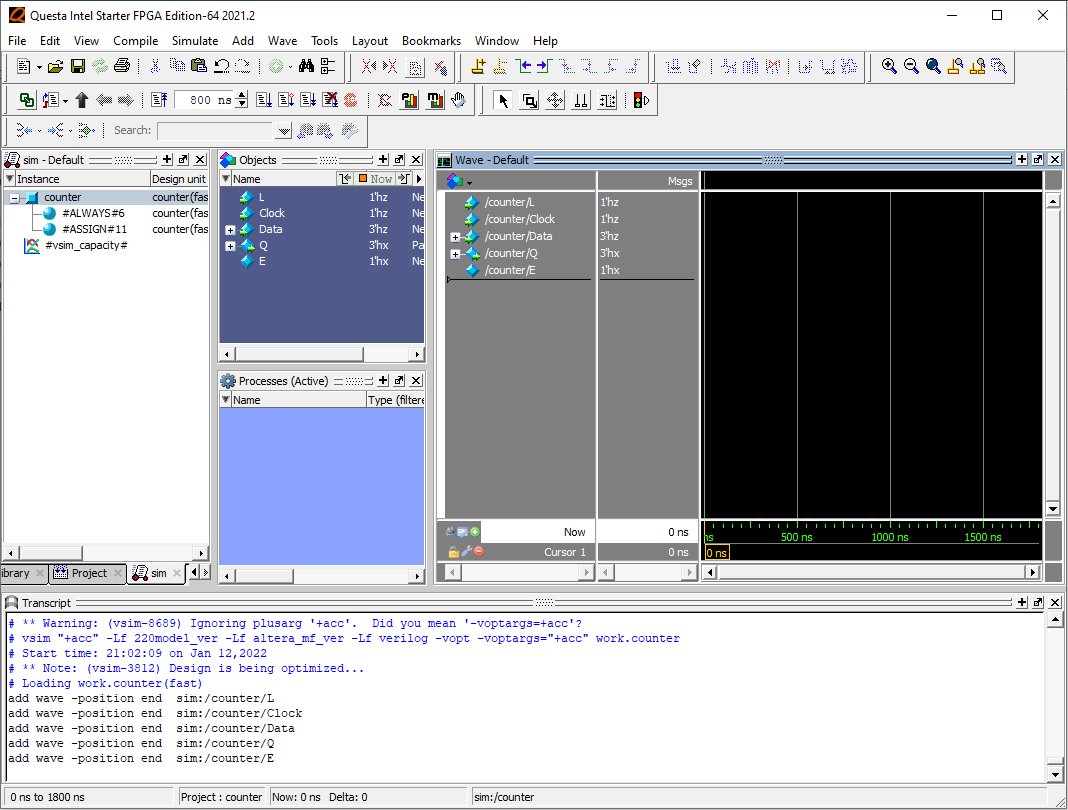 Questa Intel Starter FPGA Edition-64 2021.2
File Edit View Compile Simulate Add Wave Tools Layout Bookmarks Window Help
800 ns
Search:
sim - Default
Instance Design unit
counter counter(fas
#ALWAYS#6 counter(fas
#ASSIGN#11 counter(fas
#vsim_capacity#
ibrary Project sim
Objects
Name Now
L 1'hz Ne
Clock 1'hz Ne
Data 3'hz Ne
Q 3'hx Pa
E 1'hx Ne
Processes (Active)
Name Type (filtere
Wave - Default
Msgs
/counter/L 1'hz
/counter/Clock 1'hz
/counter/Data 3'hz
/counter/Q 3'hx
/counter/E 1'hx
Now 0 ns
Cursor 1 0 ns
ns 500 ns 1000 ns 1500 ns
0 ns
Transcript
# ** Warning: (vsim-8689) Ignoring plusarg '+acc'.  Did you mean '-voptargs=+acc'?
# vsim "+acc" -Lf 220model_ver -Lf altera_mf_ver -Lf verilog -vopt -voptargs="+acc" work.counter
# Start time: 21:02:09 on Jan 12,2022
# ** Note: (vsim-3812) Design is being optimized...
# Loading work.counter(fast)
add wave -position end  sim:/counter/L
add wave -position end  sim:/counter/Clock
add wave -position end  sim:/counter/Data
add wave -position end  sim:/counter/Q
add wave -position end  sim:/counter/E
0 ns to 1800 ns Project : counter Now: 0 ns Delta: 0 sim:/counter